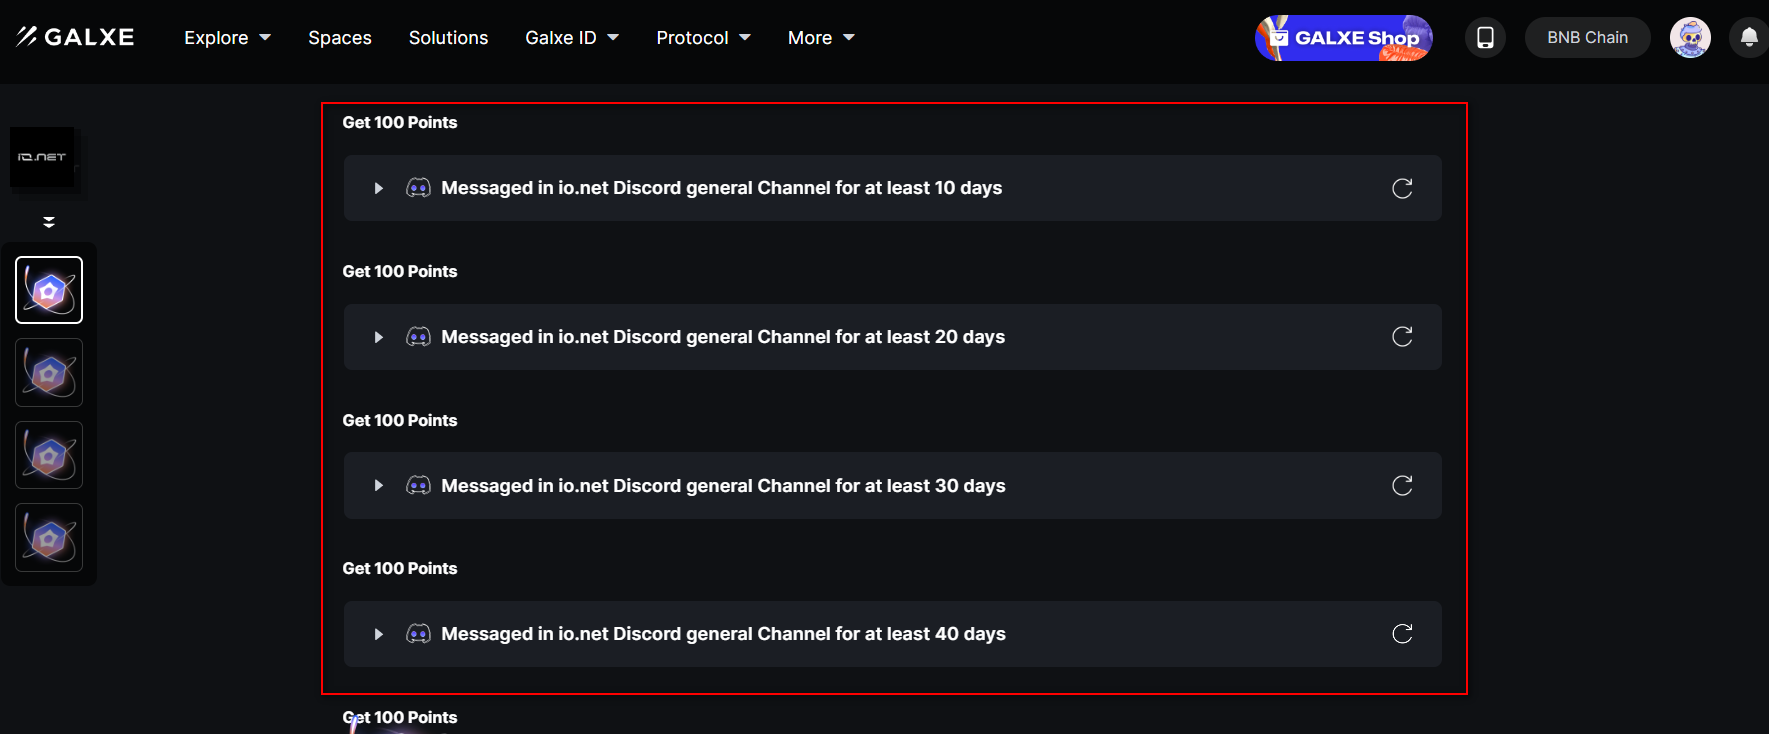 GALXE
Explore Spaces Solutions Galxe ID Protocol More GALXE Shop BNB Chain
io.net
Get 100 Points
Messaged in io.net Discord general Channel for at least 10 days
Get 100 Points
Messaged in io.net Discord general Channel for at least 20 days
Get 100 Points
Messaged in io.net Discord general Channel for at least 30 days
Get 100 Points
Messaged in io.net Discord general Channel for at least 40 days
Get 100 Points